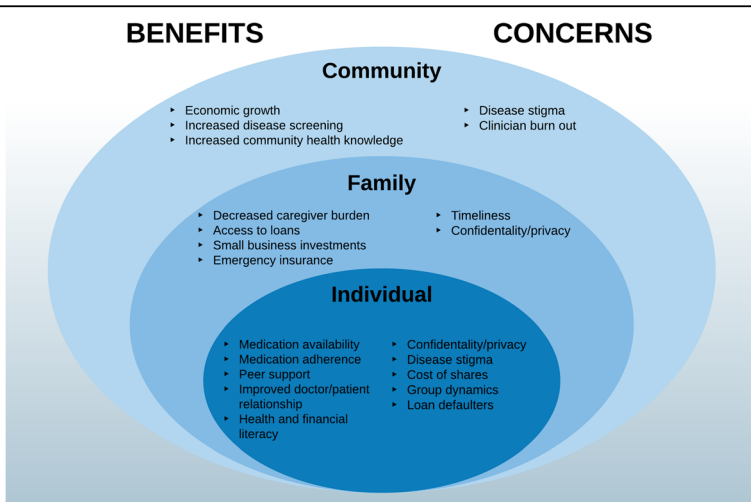 BENEFITS
CONCERNS
Community
‣ Economic growth
‣ Increased disease screening
‣ Increased community health knowledge
‣ Disease stigma
‣ Clinician burn out
Family
‣ Decreased caregiver burden
‣ Access to loans
‣ Small business investments
‣ Emergency insurance
‣ Timeliness
‣ Confidentality/privacy
Individual
‣ Medication availability
‣ Medication adherence
‣ Peer support
‣ Improved doctor/patient
relationship
‣ Health and financial
literacy
‣ Confidentality/privacy
‣ Disease stigma
‣ Cost of shares
‣ Group dynamics
‣ Loan defaulters